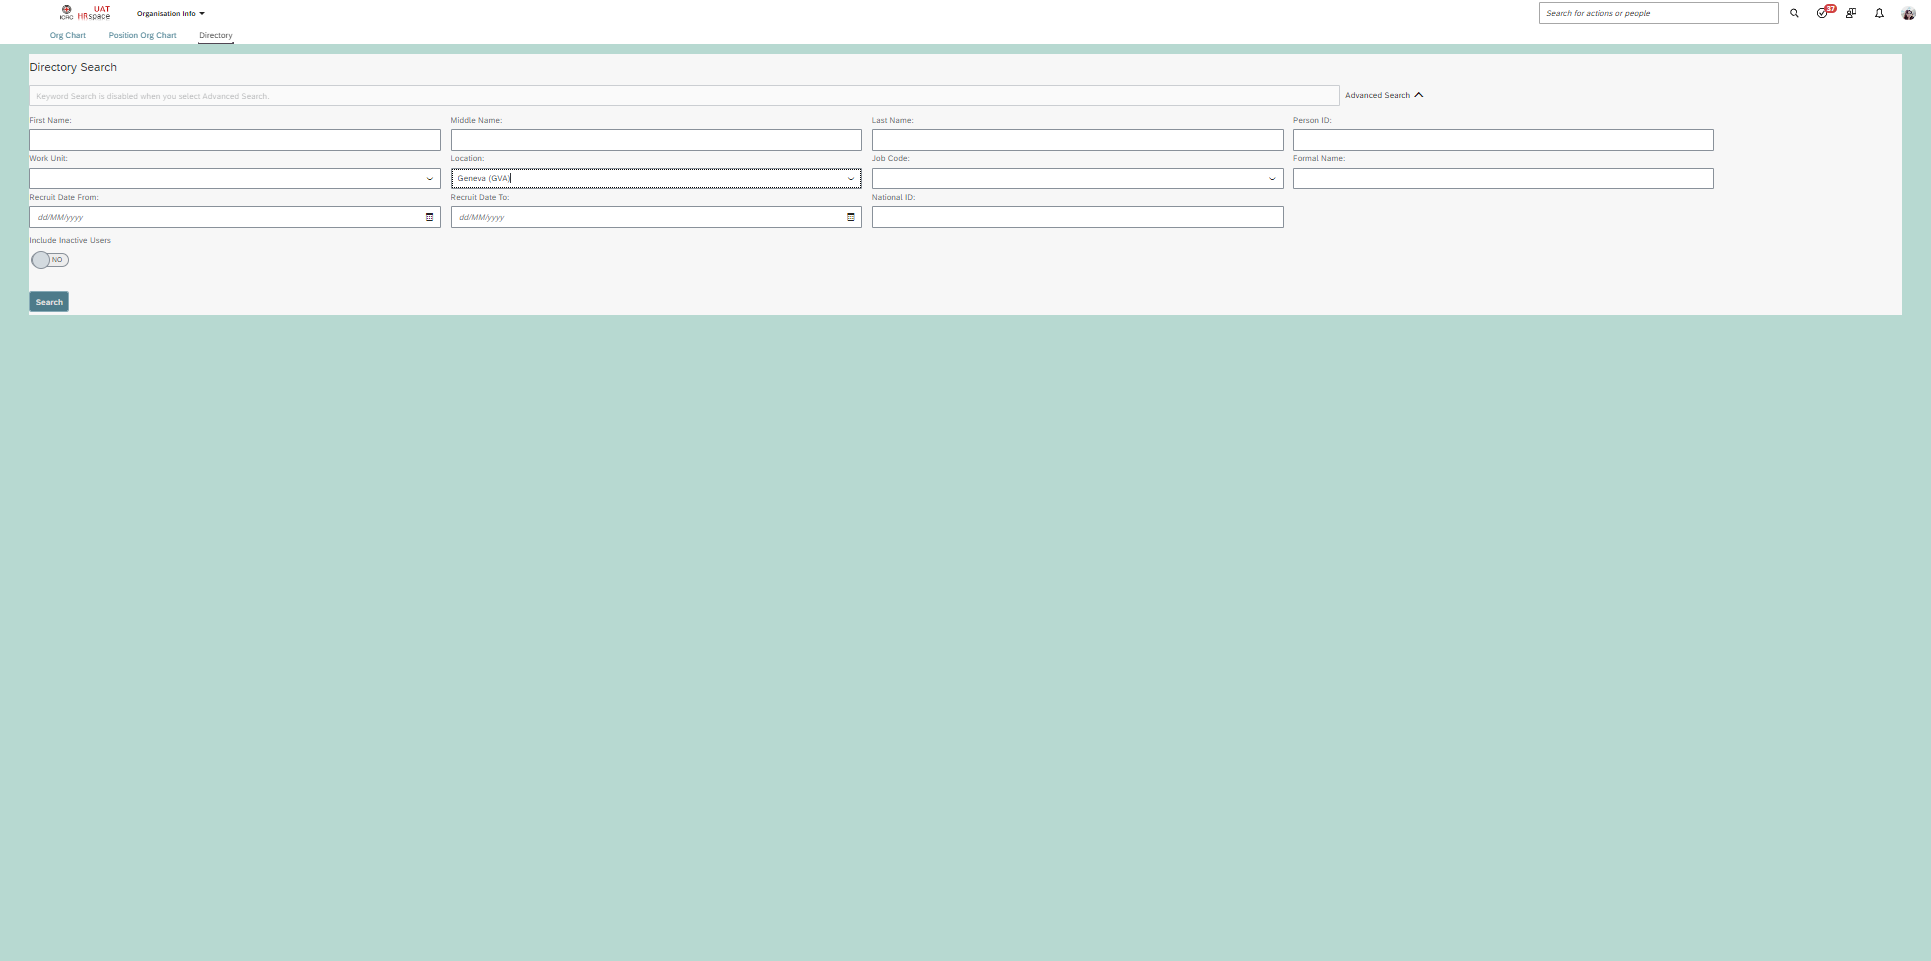 ICRC UAT HRspace
Organisation Info
Search for actions or people
37
Org Chart
Position Org Chart
Directory
Directory Search
Keyword Search is disabled when you select Advanced Search.
Advanced Search
First Name:
Middle Name:
Last Name:
Person ID:
Work Unit:
Location:
Job Code:
Formal Name:
Geneva (GVA)
Recruit Date From:
Recruit Date To:
National ID:
dd/MM/yyyy
dd/MM/yyyy
Include Inactive Users
NO
Search